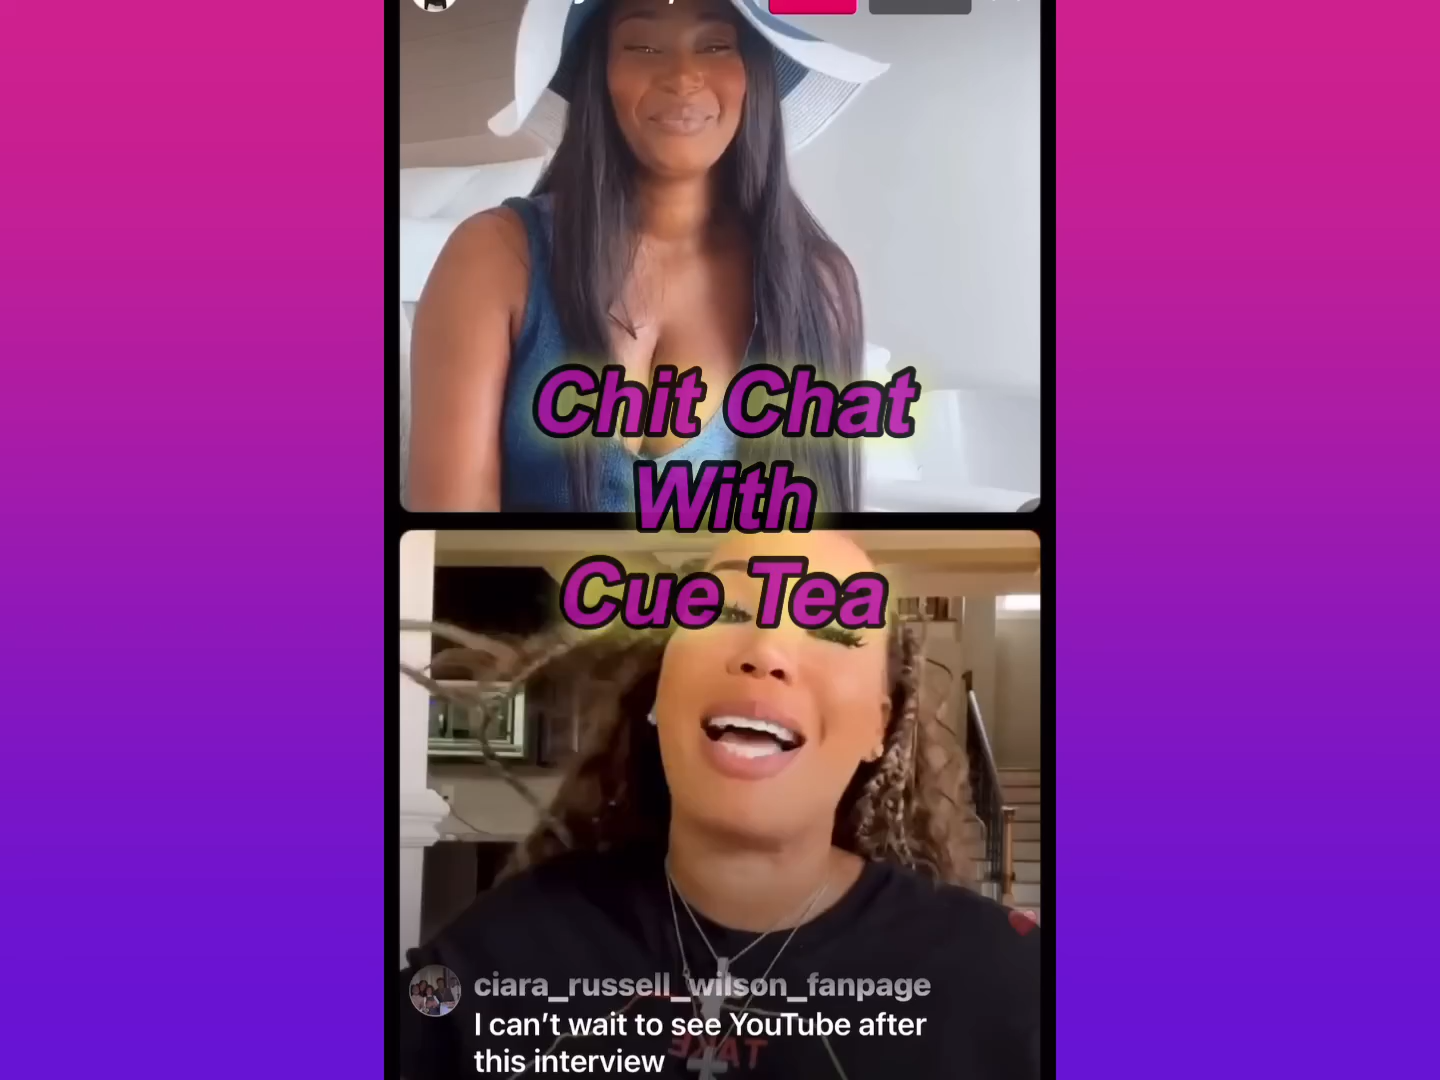 Chit Chat
With
Cue Tea
ciara_russell_wilson_fanpage
I can't wait to see YouTube after
this interview